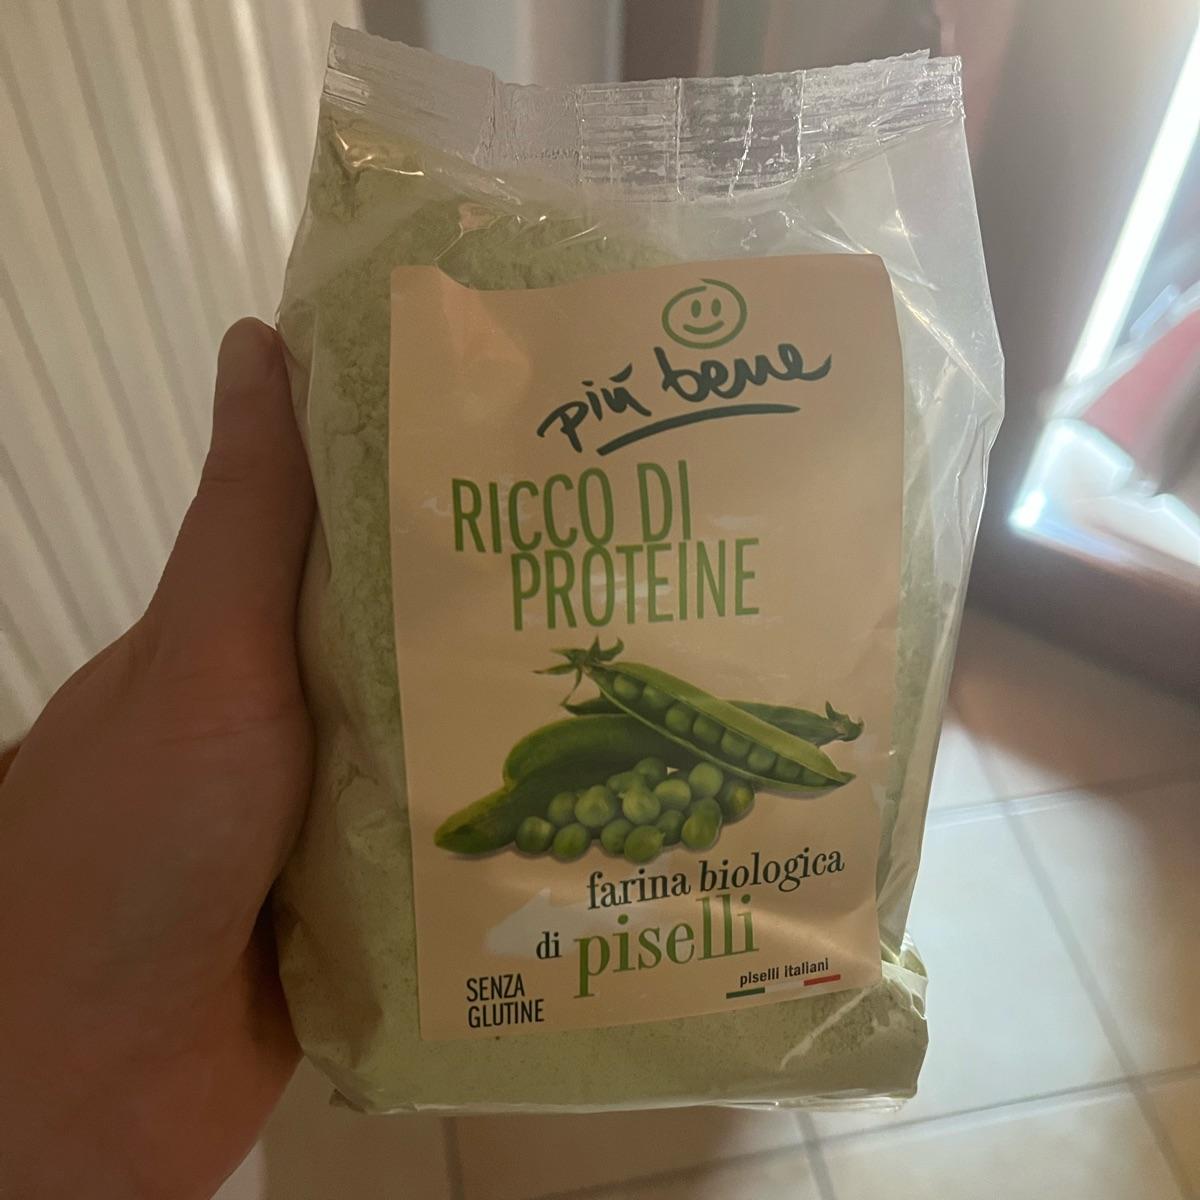 più bene
RICCO DI
PROTEINE
farina biologica
di piselli
SENZA
GLUTINE
piselli italiani